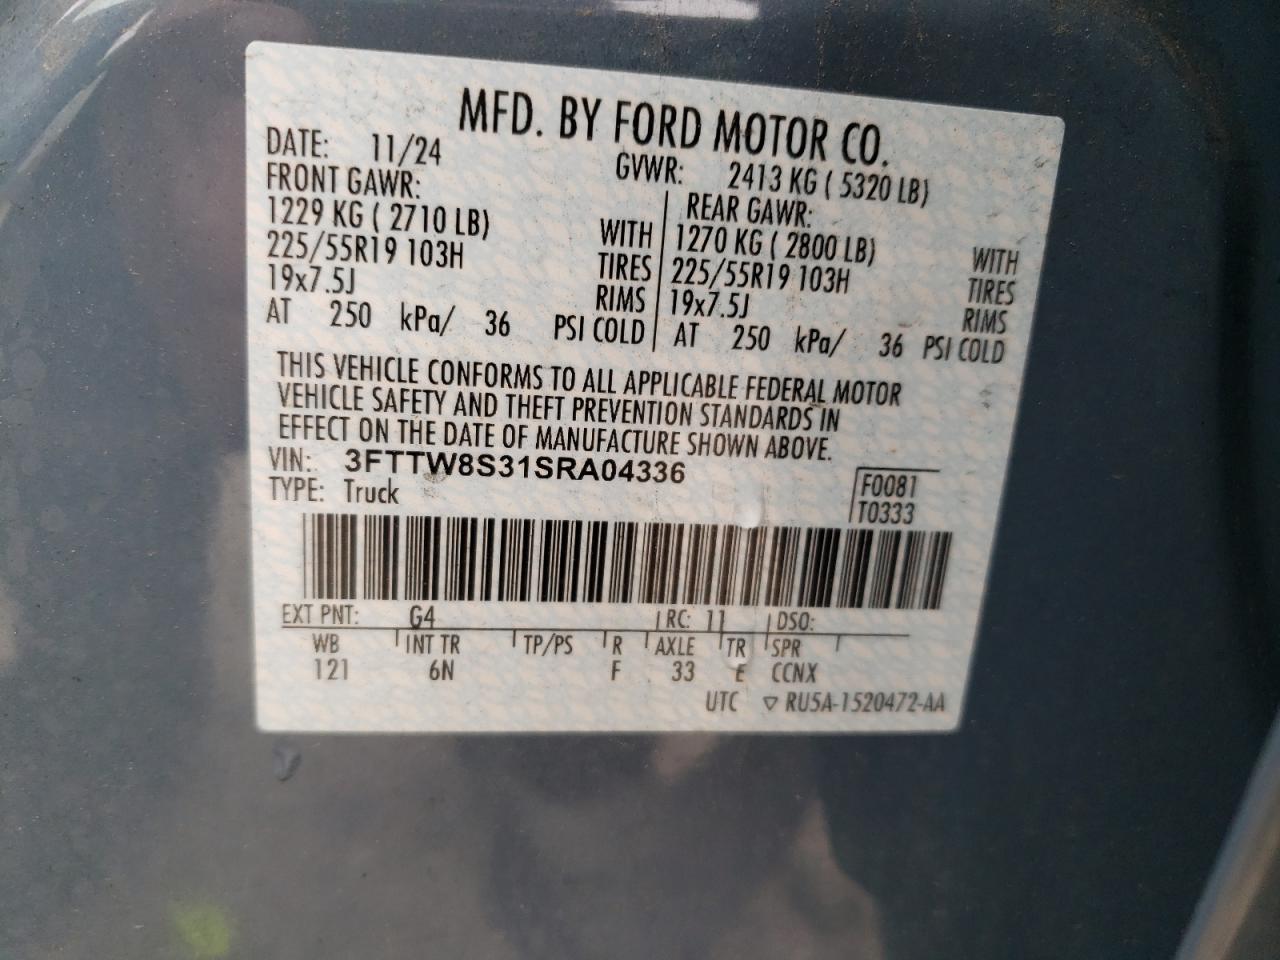 MFD. BY FORD MOTOR CO.
DATE: 11/24 GVWR: 2413 KG ( 5320 LB)
FRONT GAWR: REAR GAWR:
1229 KG ( 2710 LB) WITH 1270 KG ( 2800 LB) WITH
225/55R19 103H TIRES 225/55R19 103H TIRES
19x7.5J RIMS 19x7.5J RIMS
AT 250 kPa/ 36 PSI COLD AT 250 kPa/ 36 PSI COLD
THIS VEHICLE CONFORMS TO ALL APPLICABLE FEDERAL MOTOR
VEHICLE SAFETY AND THEFT PREVENTION STANDARDS IN
EFFECT ON THE DATE OF MANUFACTURE SHOWN ABOVE.
VIN: 3FTTW8S31SRA04336
F0081
TYPE: Truck
T0333
EXT PNT: G4 RC: 11 DSO:
WB INT TR TP/PS R AXLE TR SPR
121 6N F 33 E CCNX
UTC ▽ RU5A-1520472-AA